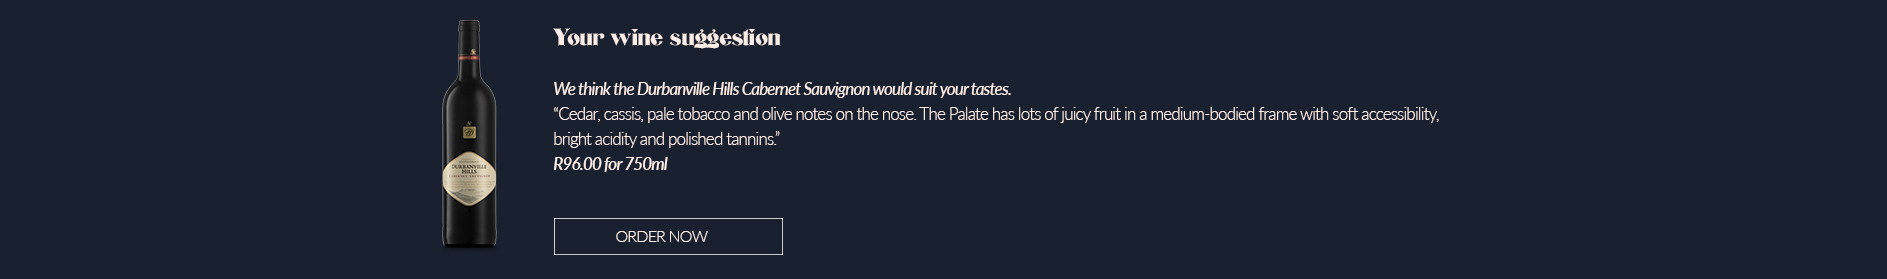 Your wine suggestion
We think the Durbanville Hills Cabernet Sauvignon would suit your tastes.
“Cedar, cassis, pale tobacco and olive notes on the nose. The Palate has lots of juicy fruit in a medium-bodied frame with soft accessibility,
bright acidity and polished tannins.”
R96.00 for 750ml
DURBANVILLE
HILLS
CABERNET SAUVIGNON
ORDER NOW